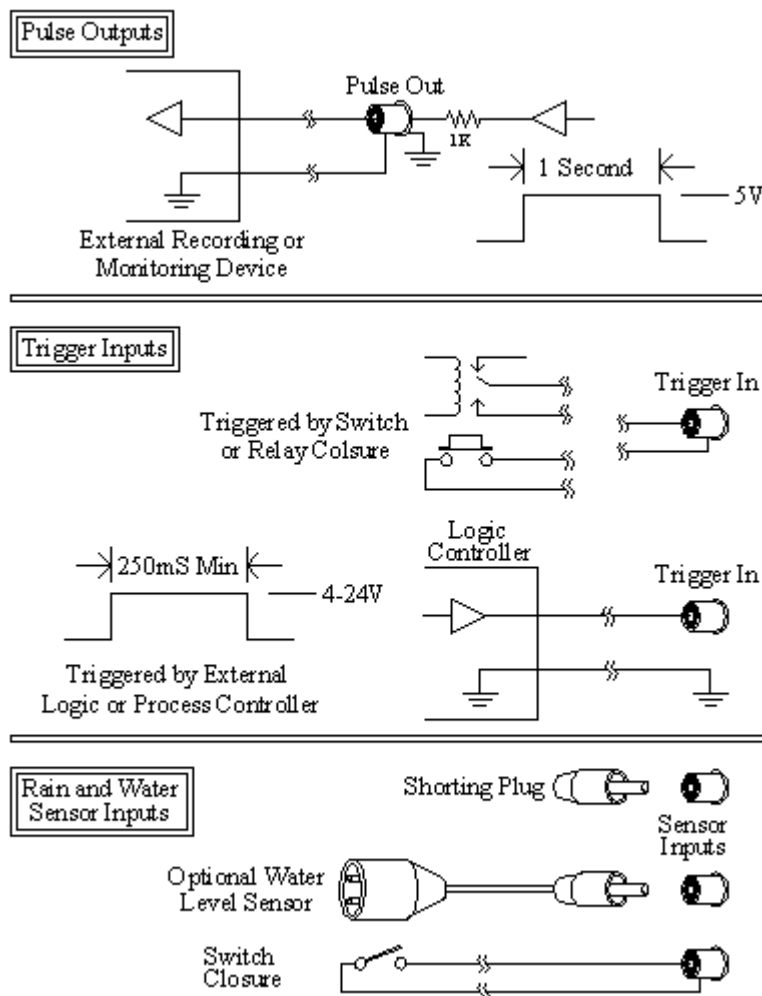 Pulse Outputs
Pulse Out
1K
1 Second
5V
External Recording or
Monitoring Device
Trigger Inputs
Triggered by Switch
or Relay Colsure
Trigger In
250mS Min
4-24V
Triggered by External
Logic or Process Controller
Logic
Controller
Trigger In
Rain and Water
Sensor Inputs
Shorting Plug
Sensor
Inputs
Optional Water
Level Sensor
Switch
Closure